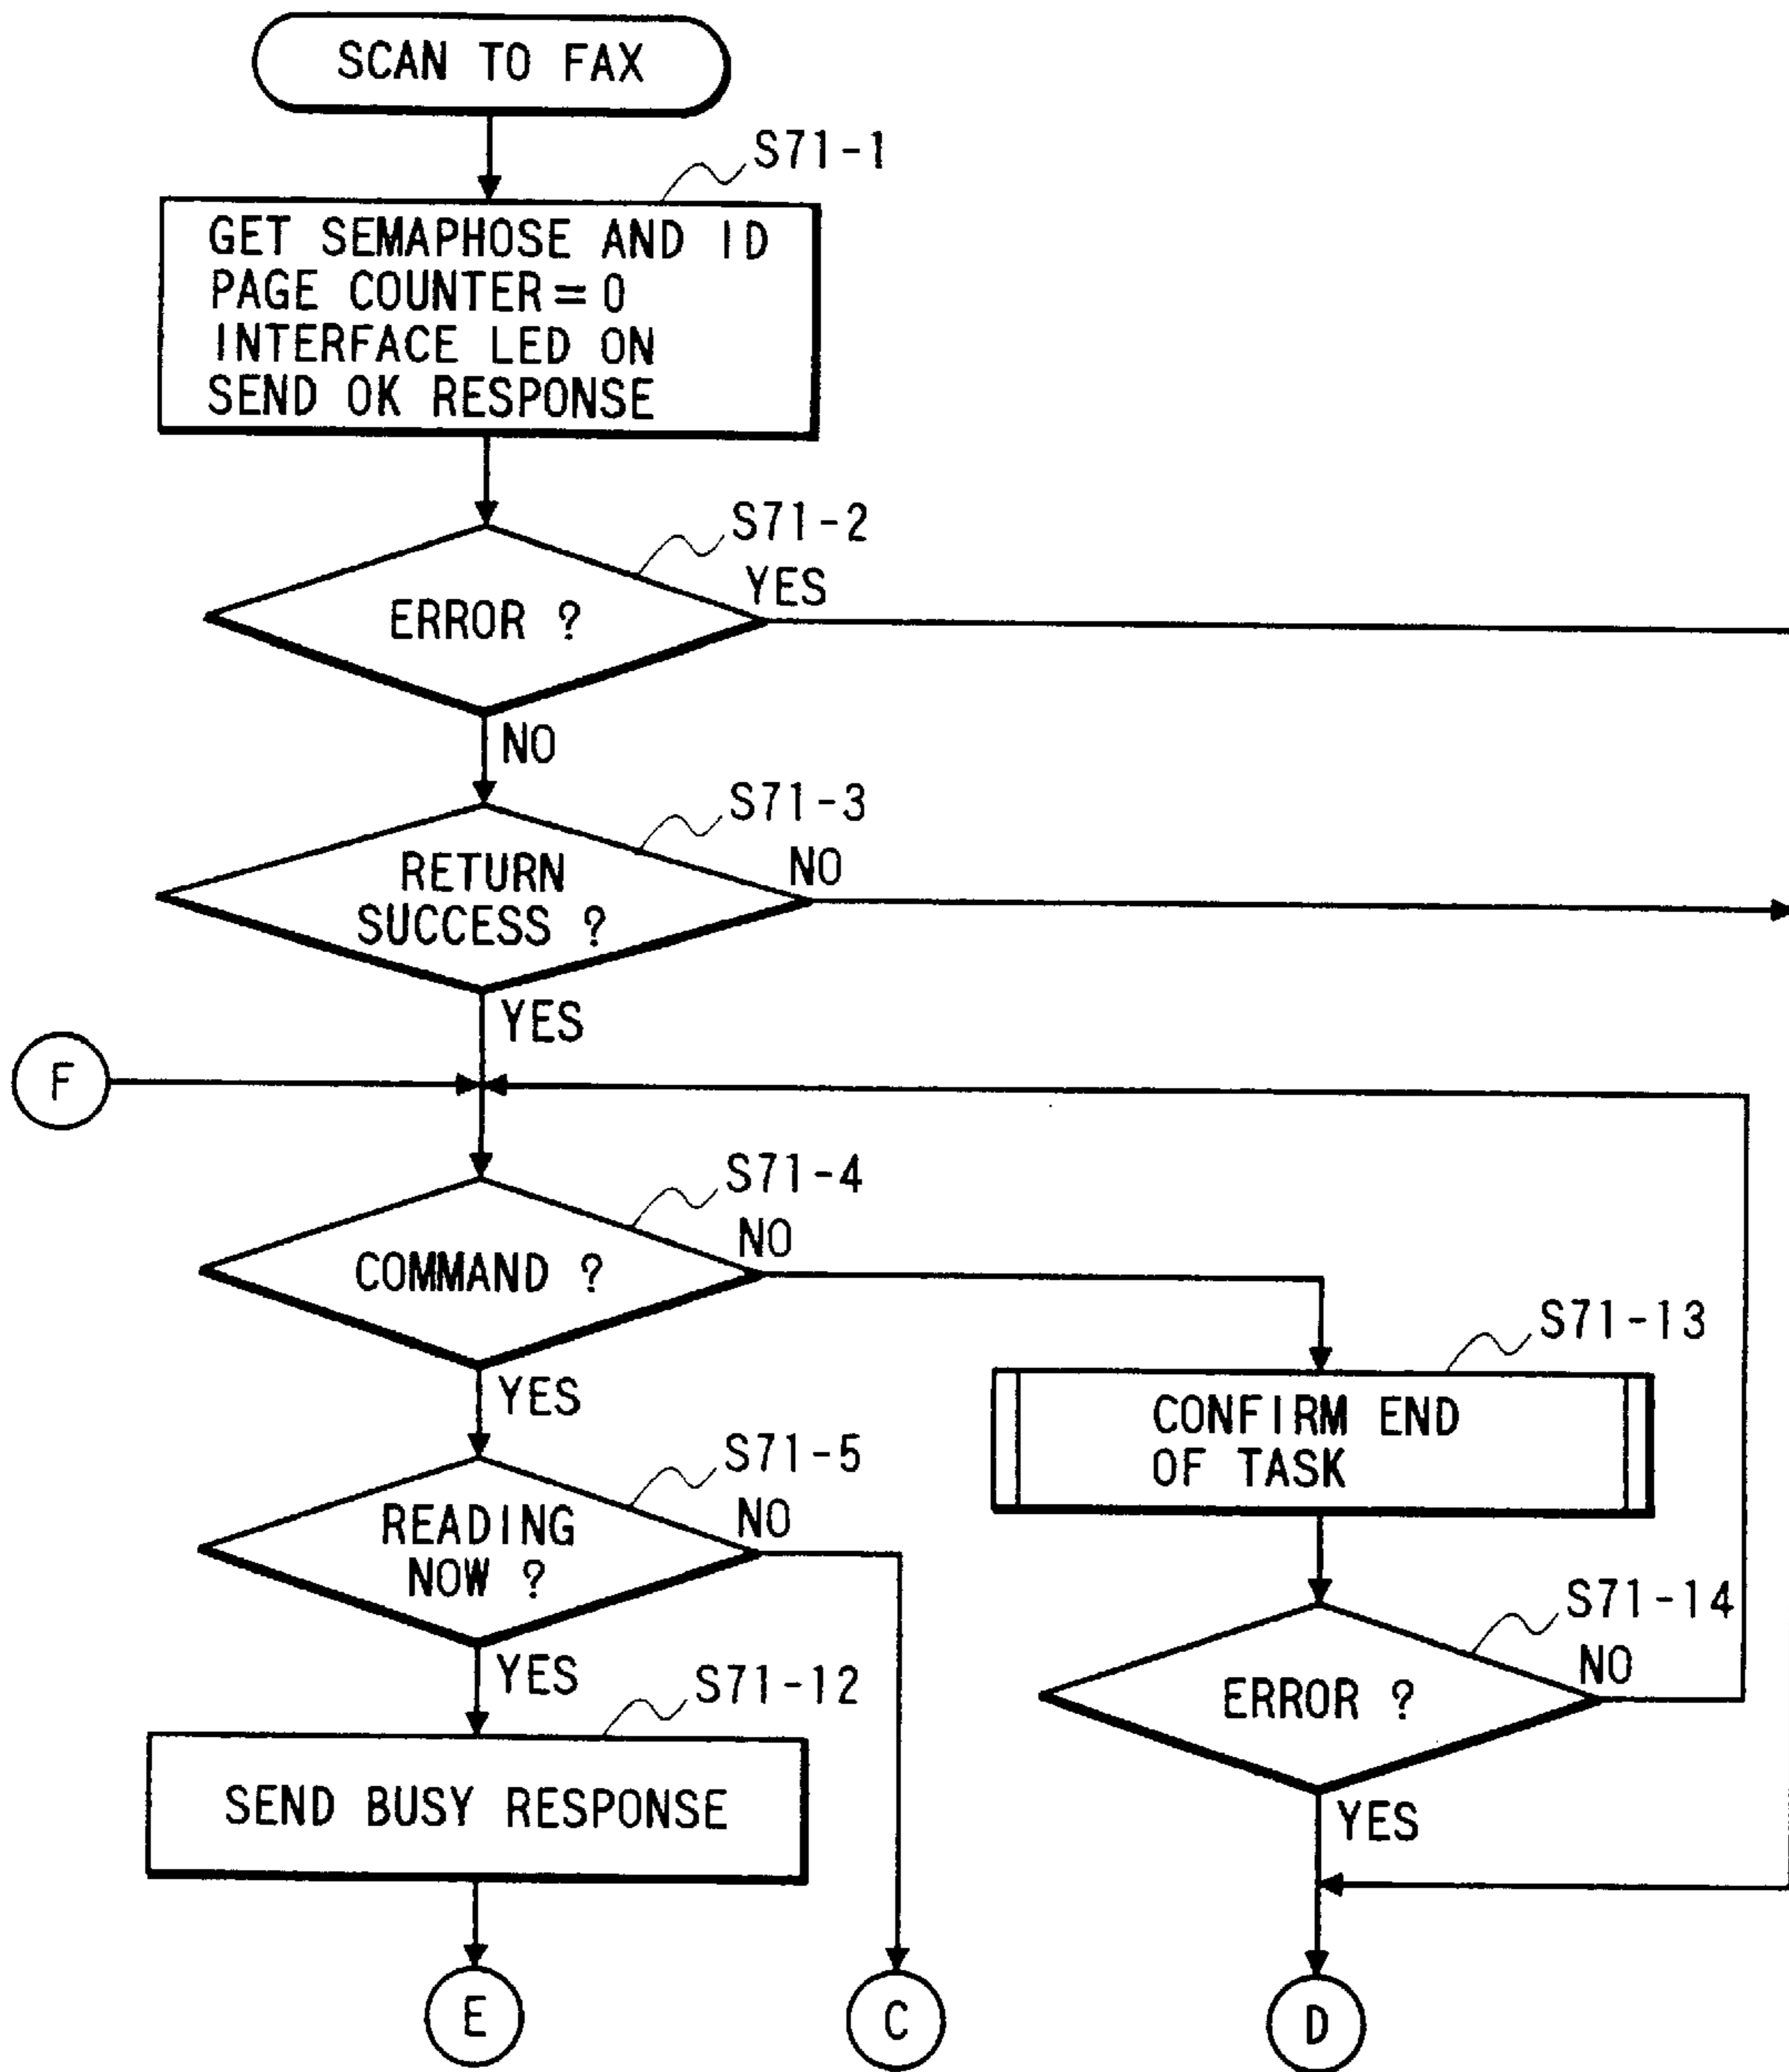 SCAN TO FAX
S71-1
GET SEMAPHOSE AND ID
PAGE COUNTER=0
INTERFACE LED ON
SEND OK RESPONSE
S71-2
ERROR ?
YES
NO
S71-3
RETURN
SUCCESS ?
NO
YES
F
S71-4
COMMAND ?
NO
YES
S71-13
CONFIRM END
OF TASK
S71-5
READING
NOW ?
NO
YES
S71-14
ERROR ?
NO
YES
S71-12
SEND BUSY RESPONSE
E
C
D